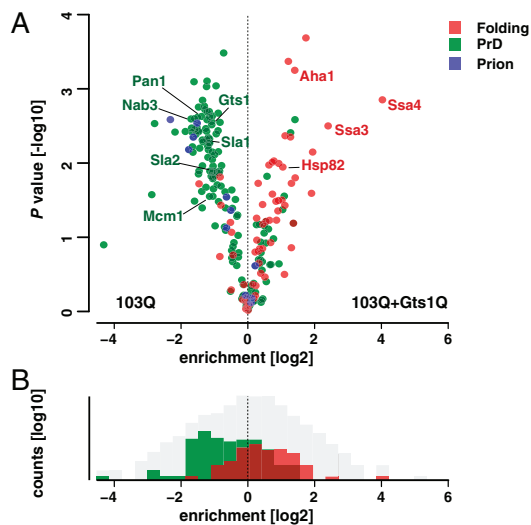 A
4
3
2
1
0
P value [-log10]
Folding
PrD
Prion
Aha1
Pan1
Nab3
Gts1
Ssa4
Ssa3
Sla1
Sla2
Hsp82
Mcm1
103Q
103Q+Gts1Q
−4 −2 0 2 4 6
enrichment [log2]
B
counts [log10]
−4 −2 0 2 4 6
enrichment [log2]